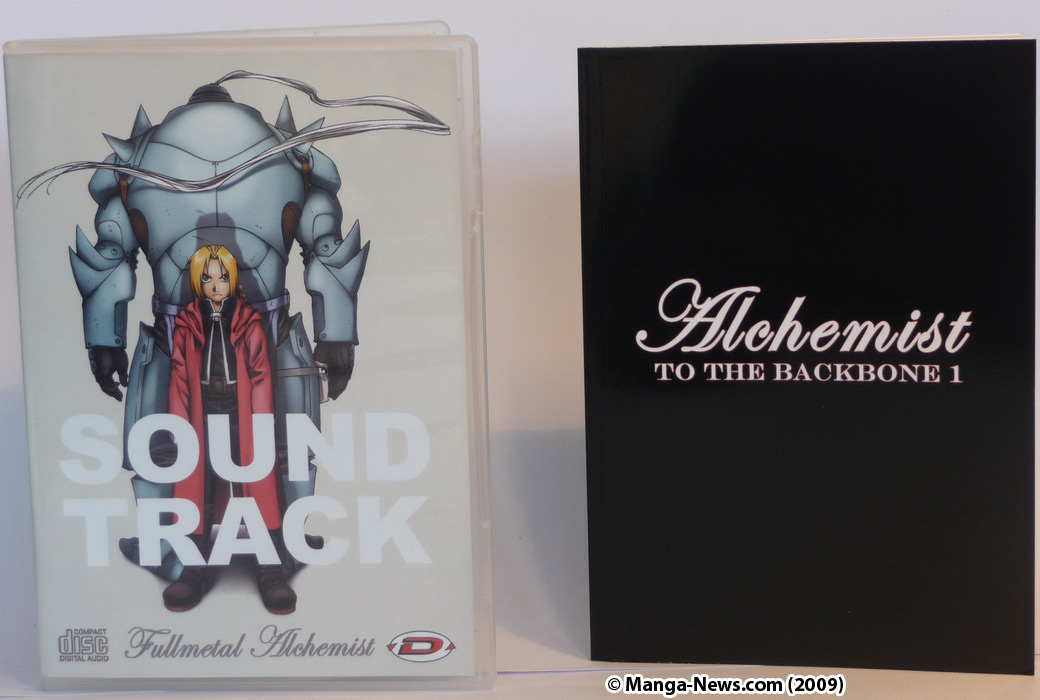 SOUND
TRACK
COMPACT
disc
DIGITAL AUDIO
Fullmetal Alchemist
D
Alchemist
TO THE BACKBONE 1
© Manga-News.com (2009)